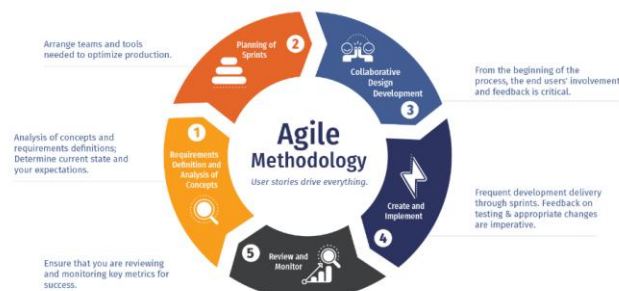 Arrange teams and tools
needed to optimize production.
Planning of
Sprints
2
Collaborative
Design
Development
3
From the beginning of the
process, the end users' involvement
and feedback is critical.
Analysis of concepts and
requirements definitions;
Determine current state and
your expectations.
1
Requirements
Definition and
Analysis of
Concepts
Agile
Methodology
User stories drive everything.
Create and
Implement
4
Frequent development delivery
through sprints. Feedback on
testing & appropriate changes
are imperative.
5
Review and
Monitor
Ensure that you are reviewing
and monitoring key metrics for
success.